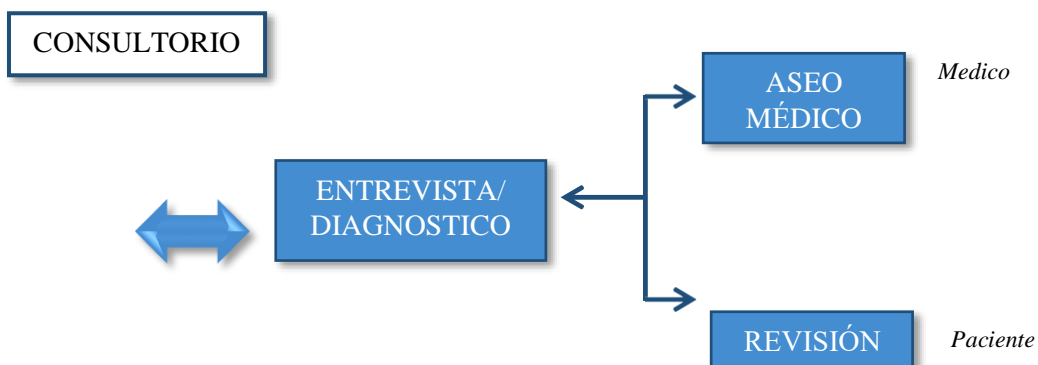 CONSULTORIO
ASEO
MÉDICO
Medico
ENTREVISTA/
DIAGNOSTICO
REVISIÓN
Paciente